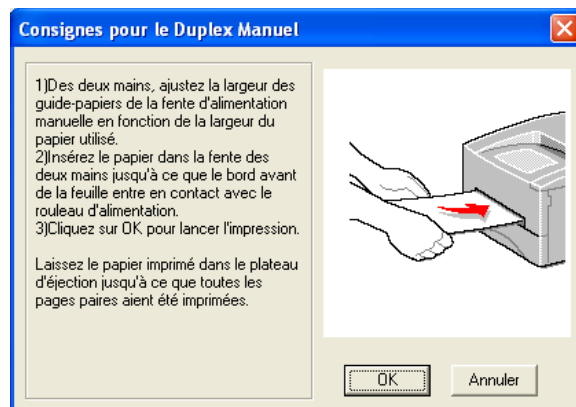 Consignes pour le Duplex Manuel
1)Des deux mains, ajustez la largeur des
guide-papiers de la fente d'alimentation
manuelle en fonction de la largeur du
papier utilisé.
2)Insérez le papier dans la fente des
deux mains jusqu'à ce que le bord avant
de la feuille entre en contact avec le
rouleau d'alimentation.
3)Cliquez sur OK pour lancer l'impression.
Laissez le papier imprimé dans le plateau
d'éjection jusqu'à ce que toutes les
pages paires aient été imprimées.
OK
Annuler